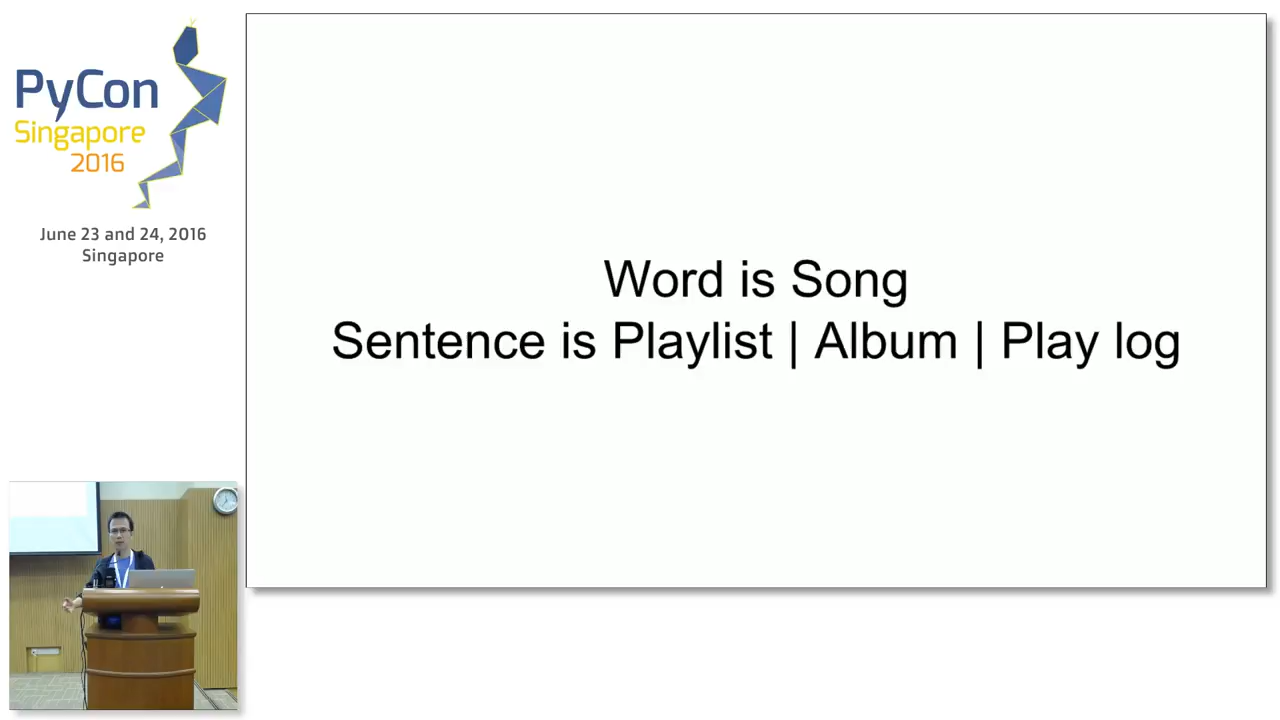 PyCon
Singapore
2016
June 23 and 24, 2016
Singapore
Word is Song
Sentence is Playlist | Album | Play log